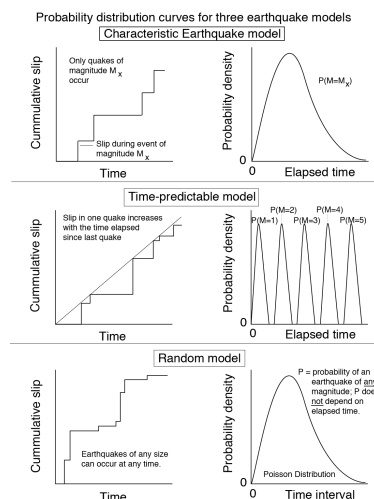 Probability distribution curves for three earthquake models
Characteristic Earthquake model
Only quakes of
magnitude Mx
occur
Slip during event of
magnitude Mx
Cummulative slip
Time
Probability density
P(M=Mx)
0
Elapsed time
Time-predictable model
Slip in one quake increases
with the time elapsed
since last quake
Cummulative slip
Time
Probability density
P(M=2) P(M=4)
P(M=1) P(M=3) P(M=5)
0
0
Elapsed time
Random model
Cummulative slip
Earthquakes of any size
can occur at any time.
Time
Probability density
P = probability of an
earthquake of any
magnitude; P doe
not depend on
elapsed time.
Poisson Distribution
0
0
Time interval